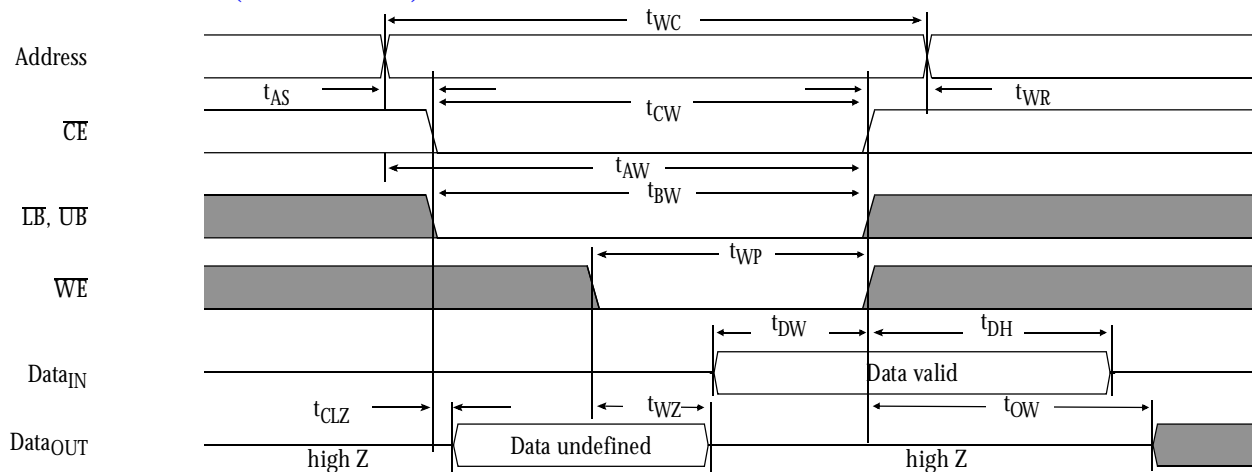 tWC
Address
tAS
tCW
tWR
CE
tAW
tBW
LB, UB
tWP
WE
tDW
tDH
DataIN
Data valid
tCLZ
tWZ
tOW
DataOUT
high Z
Data undefined
high Z